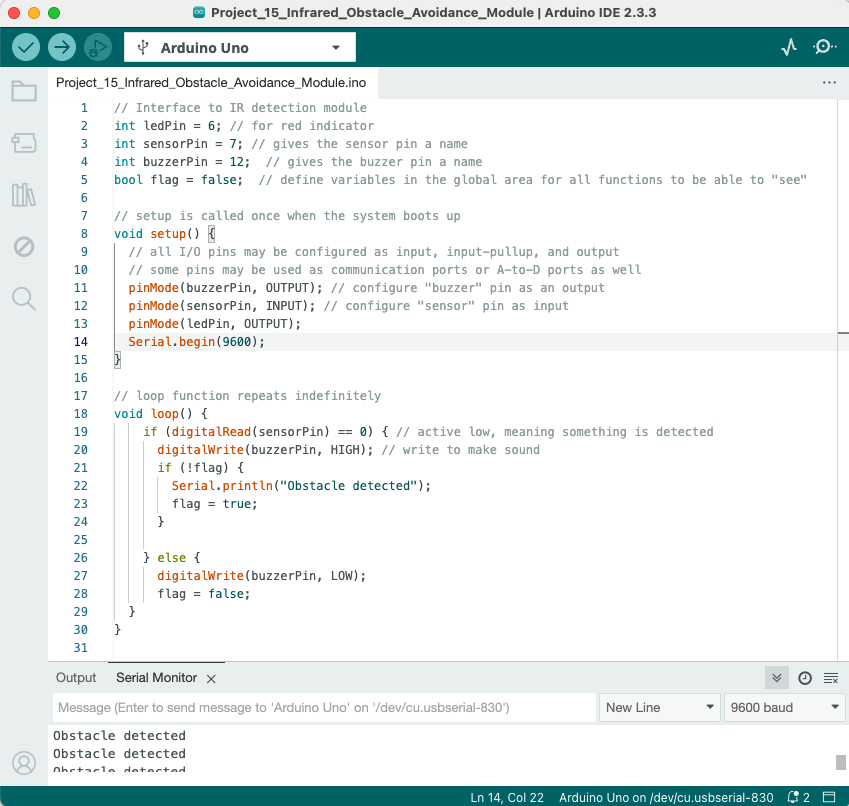 Project_15_Infrared_Obstacle_Avoidance_Module | Arduino IDE 2.3.3
Arduino Uno
Project_15_Infrared_Obstacle_Avoidance_Module.ino
1 // Interface to IR detection module
2 int ledPin = 6; // for red indicator
3 int sensorPin = 7; // gives the sensor pin a name
4 int buzzerPin = 12;  // gives the buzzer pin a name
5 bool flag = false;  // define variables in the global area for all functions to be able to "see"
6
7 // setup is called once when the system boots up
8 void setup() {
9   // all I/O pins may be configured as input, input-pullup, and output
10   // some pins may be used as communication ports or A-to-D ports as well
11   pinMode(buzzerPin, OUTPUT); // configure "buzzer" pin as an output
12   pinMode(sensorPin, INPUT); // configure "sensor" pin as input
13   pinMode(ledPin, OUTPUT);
14   Serial.begin(9600);
15 }
16
17 // loop function repeats indefinitely
18 void loop() {
19     if (digitalRead(sensorPin) == 0) { // active low, meaning something is detected
20       digitalWrite(buzzerPin, HIGH); // write to make sound
21       if (!flag) {
22         Serial.println("Obstacle detected");
23         flag = true;
24       }
25
26     } else {
27       digitalWrite(buzzerPin, LOW);
28       flag = false;
29   }
30 }
31
Output Serial Monitor
Message (Enter to send message to 'Arduino Uno' on '/dev/cu.usbserial-830') New Line 9600 baud
Obstacle detected
Obstacle detected
Obstacle detected
Ln 14, Col 22 Arduino Uno on /dev/cu.usbserial-830 2